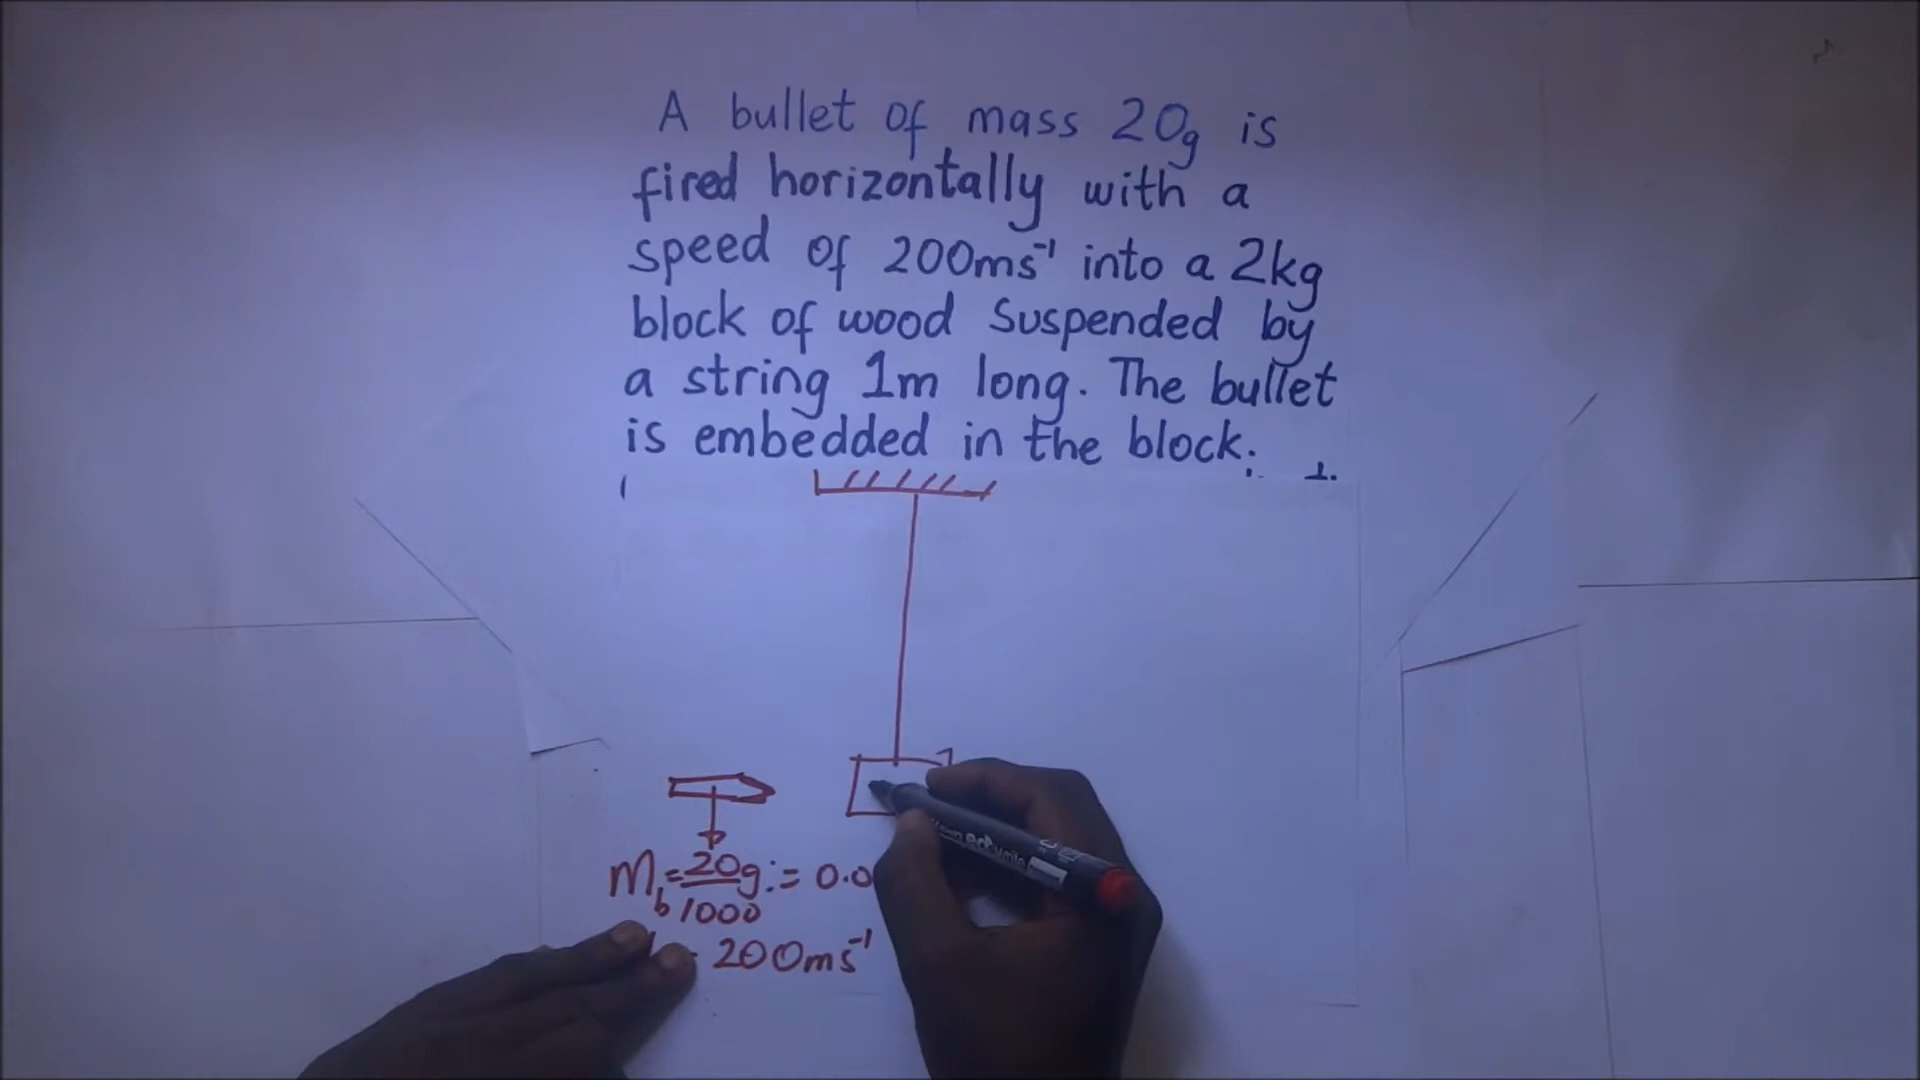 A bullet of mass 20g is
fired horizontally with a
speed of 200ms⁻¹ into a 2kg
block of wood Suspended by
a string 1m long. The bullet
is embedded in the block.
M_b = 20g = 0.0
1000
200ms⁻¹